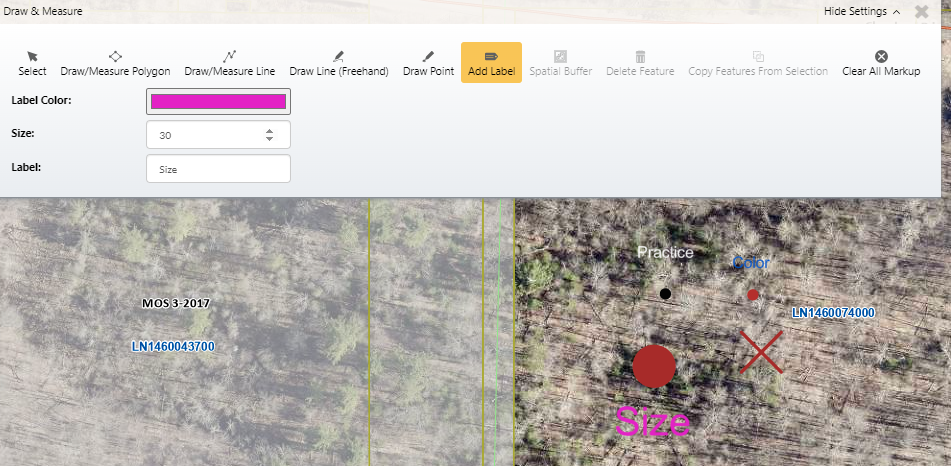 Draw & Measure
Hide Settings
Select
Draw/Measure Polygon
Draw/Measure Line
Draw Line (Freehand)
Draw Point
Add Label
Spatial Buffer
Delete Feature
Copy Features From Selection
Clear All Markup
Label Color:
Size:
30
Label:
Size
Practice
Color
MOS 3-2017
LN1460074000
LN1460043700
Size